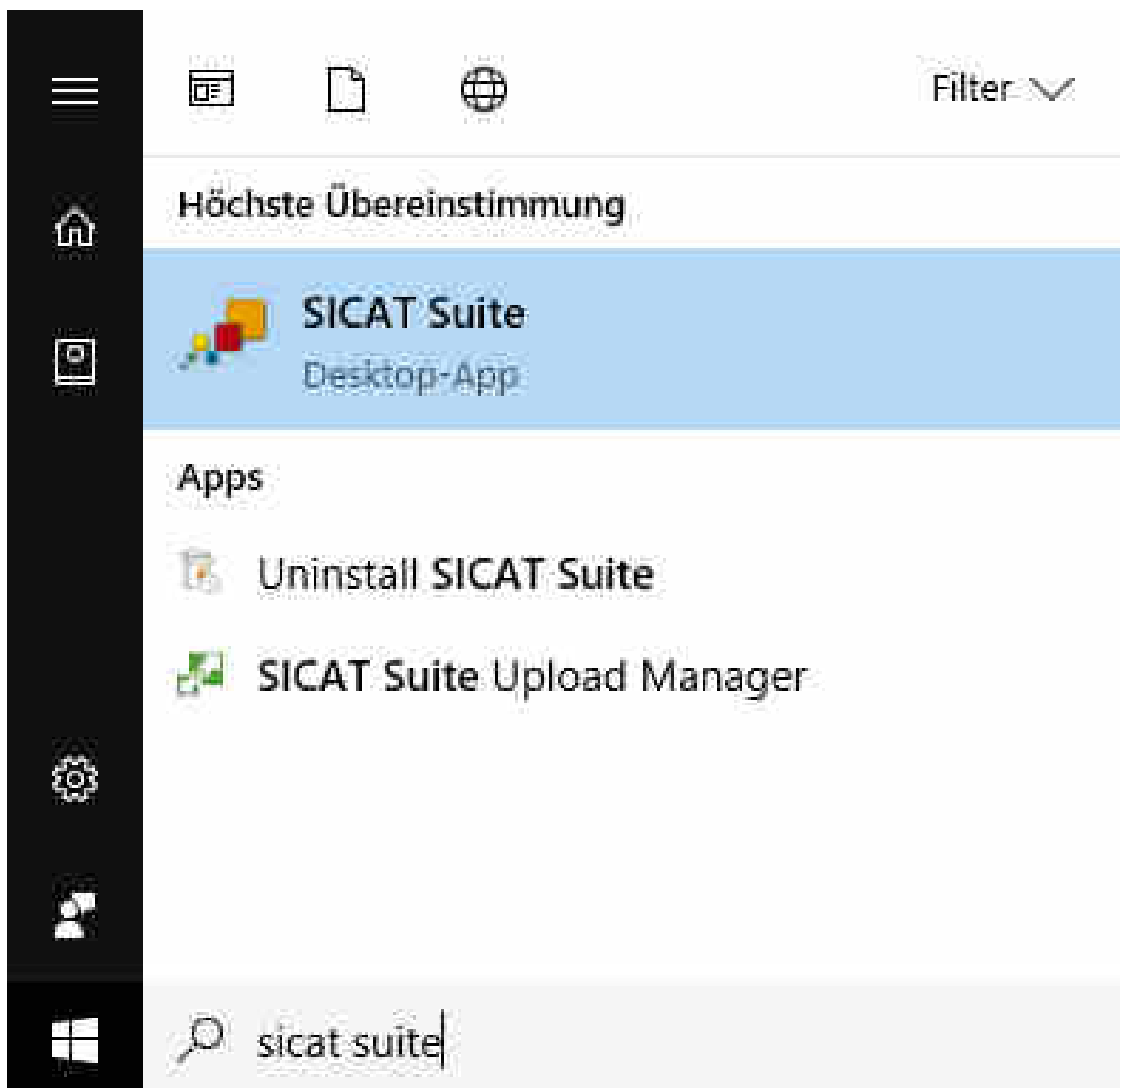 Filter
Höchste Übereinstimmung
SICAT Suite
Desktop-App
Apps
Uninstall SICAT Suite
SICAT Suite Upload Manager
sicat suite